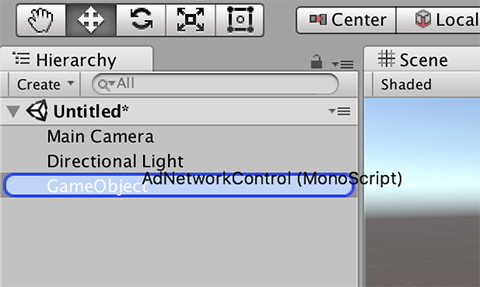 Center
Local
Hierarchy
Scene
Create
All
Shaded
Untitled*
Main Camera
Directional Light
GameObject
AdNetworkControl (MonoScript)